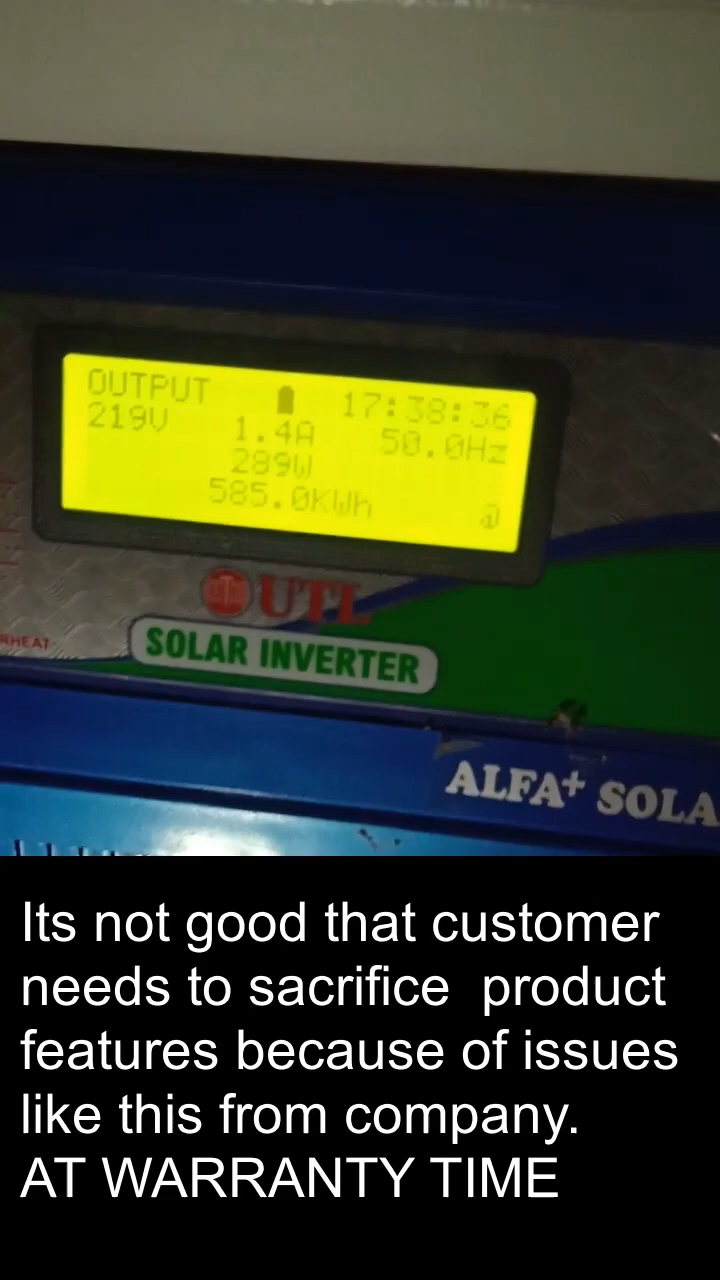 OUTPUT 17:38:36
219V 1.4A 50.0Hz
289W
585.0KWh @
UTL
RHEAT
SOLAR INVERTER
ALFA+ SOLA
Its not good that customer
needs to sacrifice  product
features because of issues
like this from company.
AT WARRANTY TIME